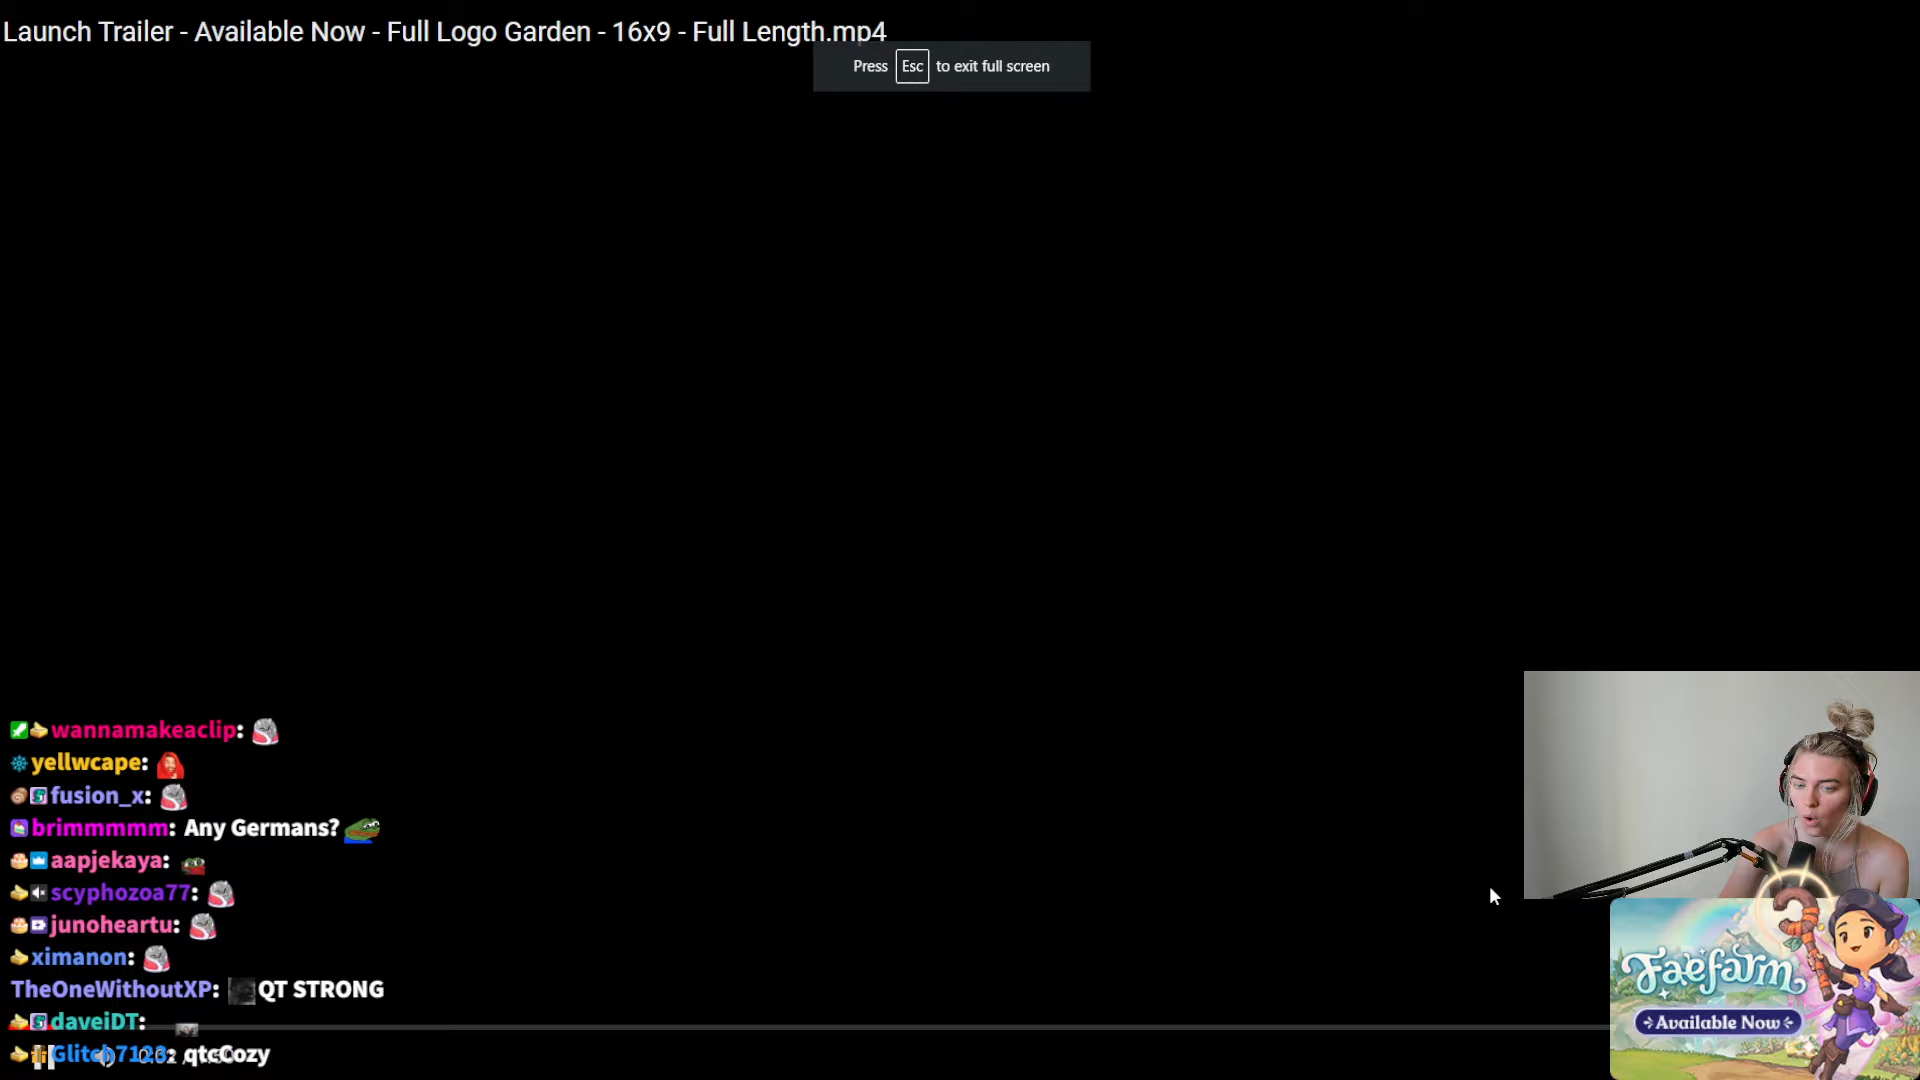 Launch Trailer - Available Now - Full Logo Garden - 16x9 - Full Length.mp4
Press Esc to exit full screen
wannamakeaclip:
yellwcape:
fusion_x:
brimmmmm: Any Germans?
aapjekaya:
scyphozoa77:
junoheartu:
ximanon:
TheOneWithoutXP: QT STRONG
daveiDT:
Glitch7123: qtcCozy
Faefarm
Available Now